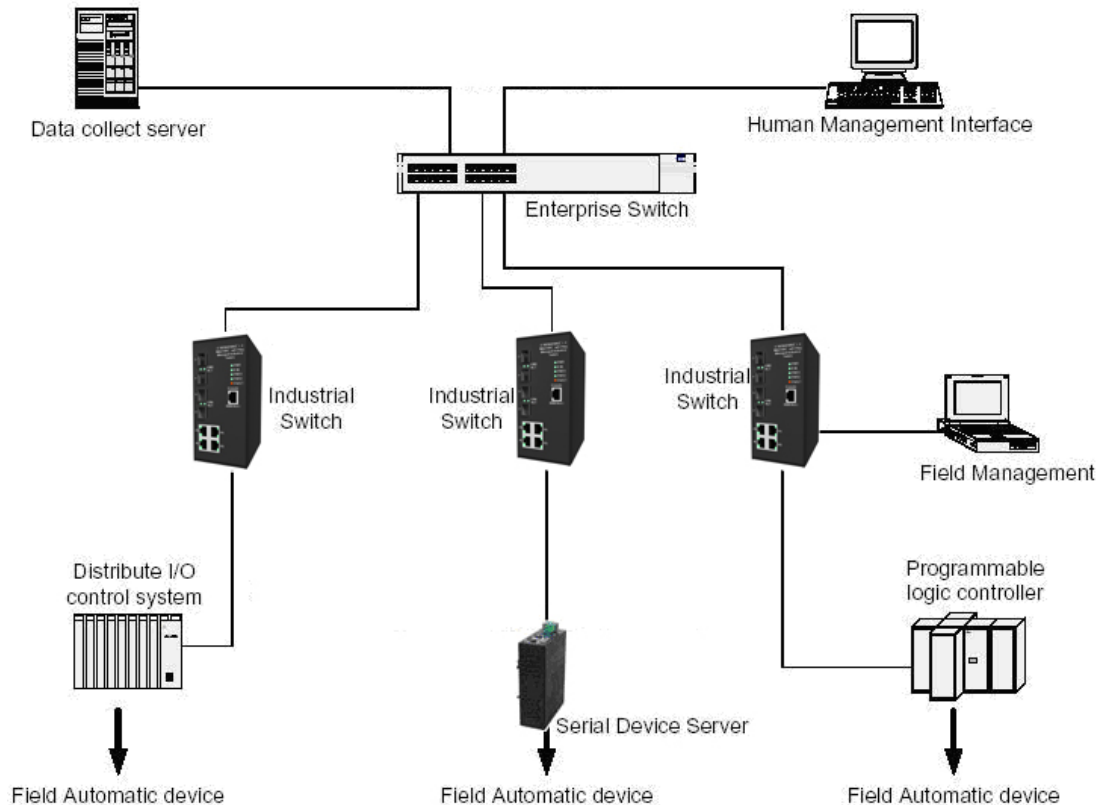 Data collect server
Human Management Interface
Enterprise Switch
Industrial
Switch
Industrial
Switch
Industrial
Switch
Field Management
Distribute I/O
control system
Programmable
logic controller
Serial Device Server
Field Automatic device
Field Automatic device
Field Automatic device